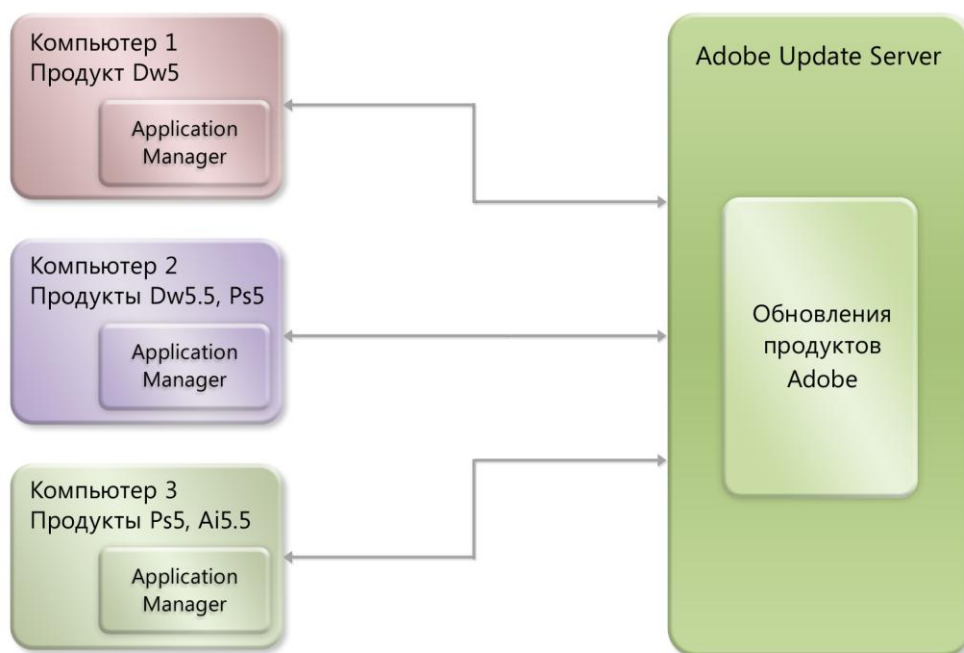 Компьютер 1
Продукт Dw5
Application
Manager
Компьютер 2
Продукты Dw5.5, Ps5
Application
Manager
Компьютер 3
Продукты Ps5, Ai5.5
Application
Manager
Adobe Update Server
Обновления
продуктов
Adobe